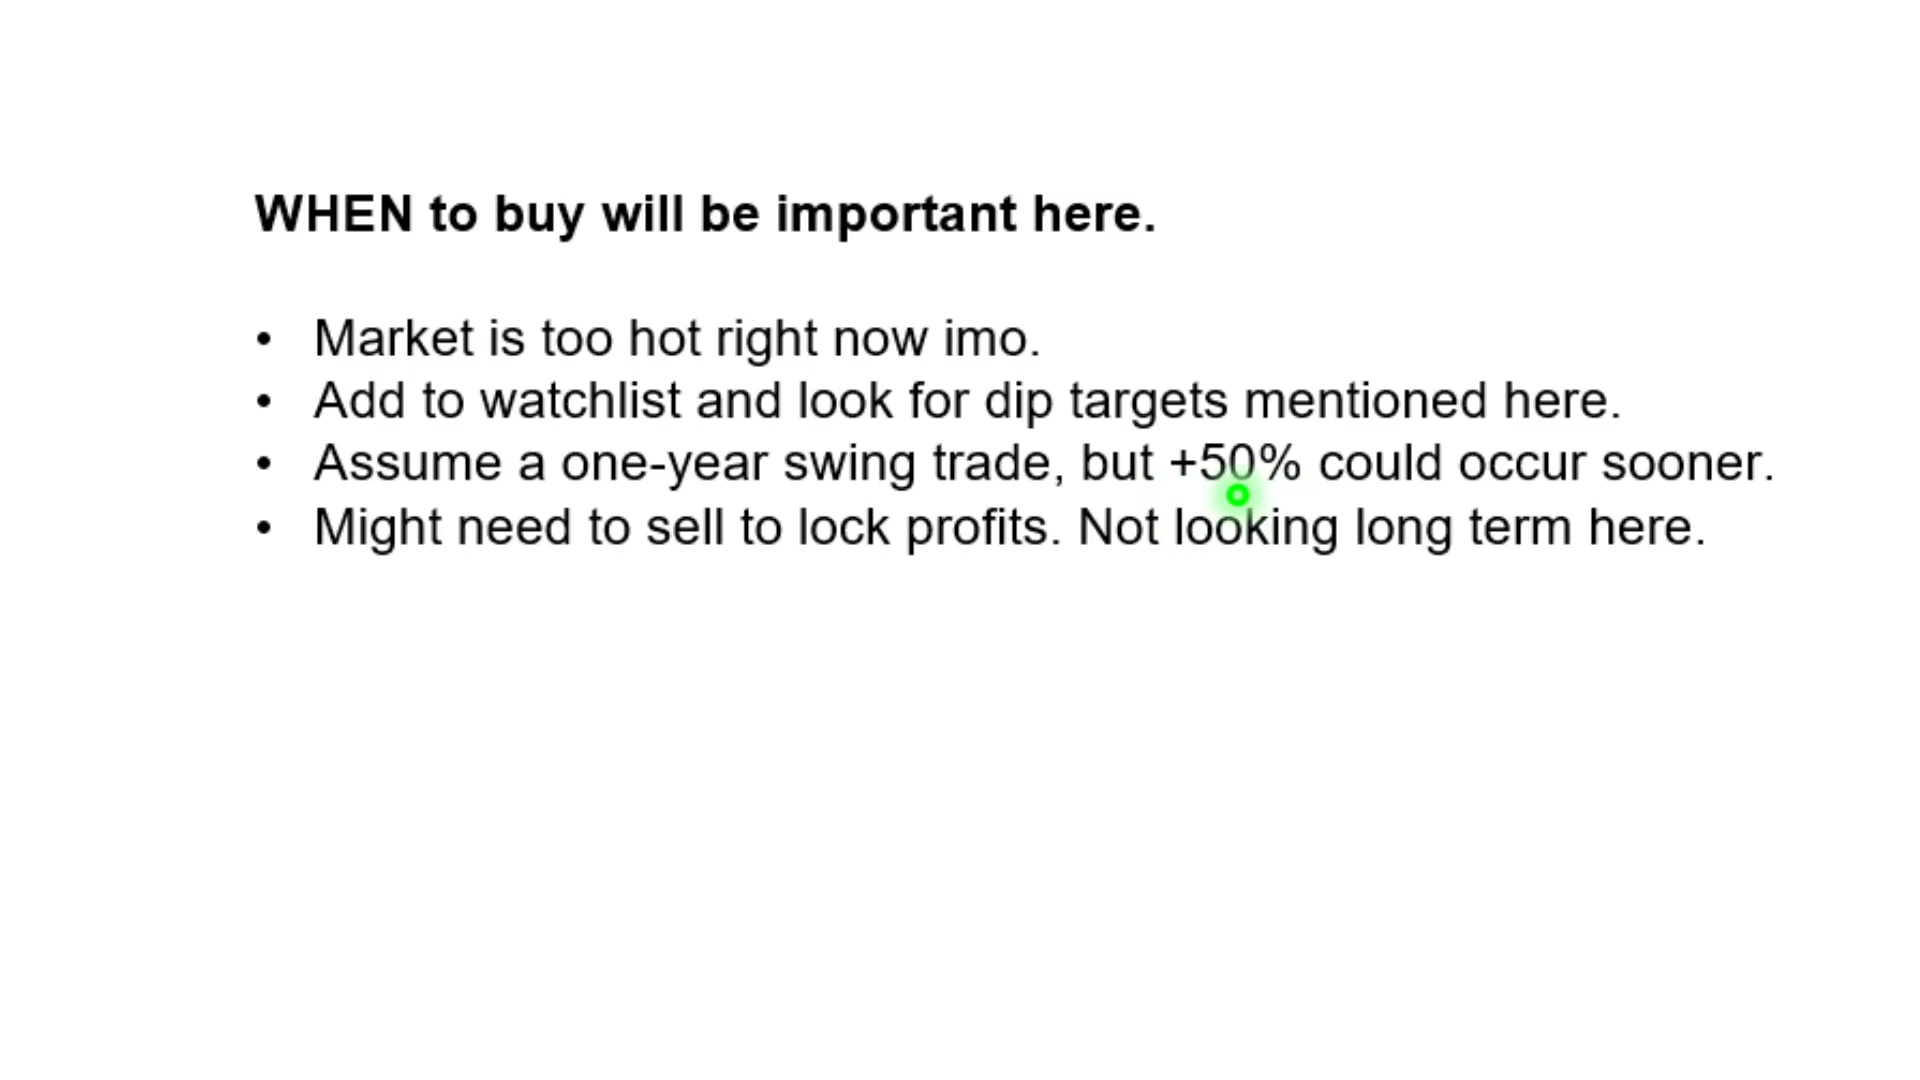 WHEN to buy will be important here.
• Market is too hot right now imo.
• Add to watchlist and look for dip targets mentioned here.
• Assume a one-year swing trade, but +50% could occur sooner.
• Might need to sell to lock profits. Not looking long term here.